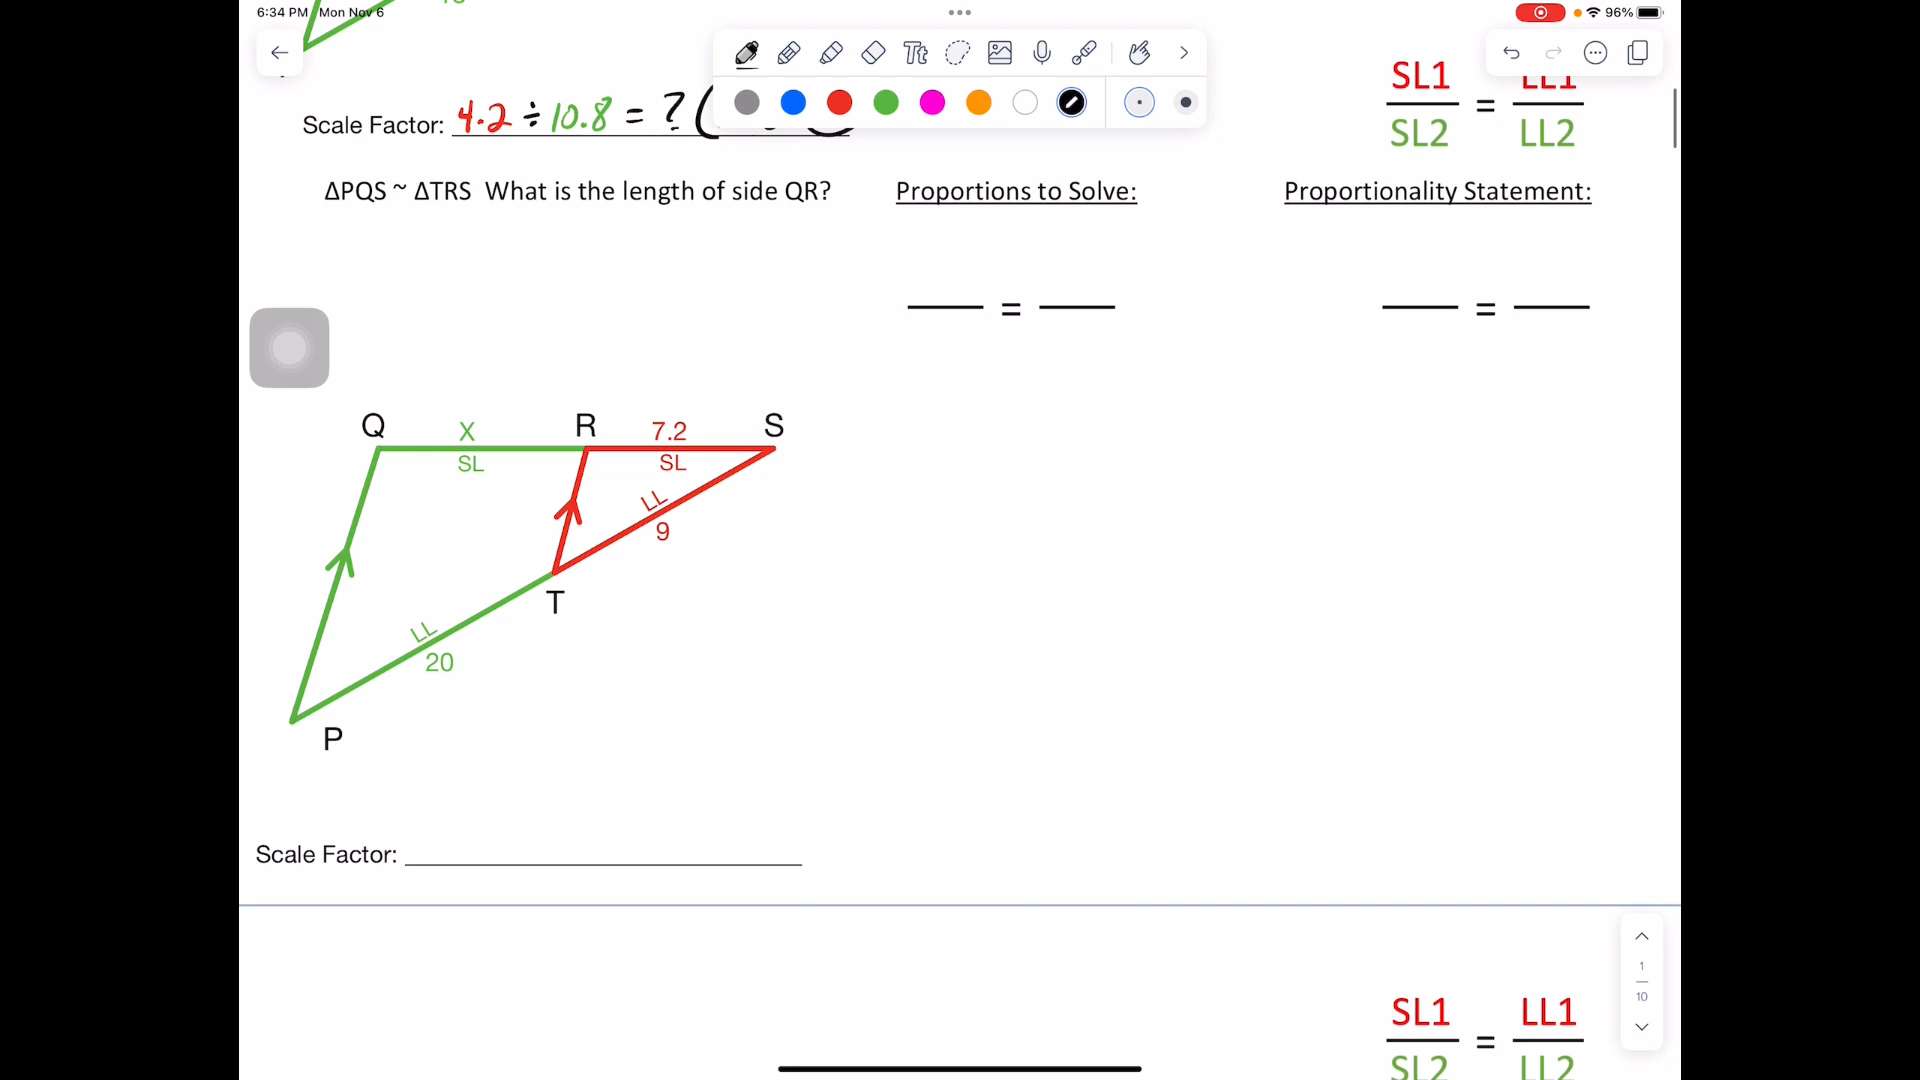 6:34 PM Mon Nov 6
96%
Tt
SL1 = LL1
SL2 LL2
Scale Factor: 4.2 ÷ 10.8 = ? (
ΔPQS ~ ΔTRS What is the length of side QR?
Proportions to Solve:
Proportionality Statement:
=
=
Q X R 7.2 S
SL SL
LL
9
T
LL
20
P
Scale Factor:
1
10
SL1 = LL1
SL2 LL2